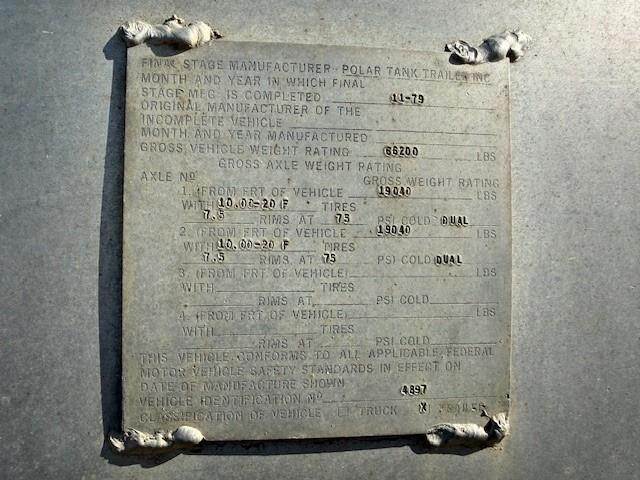 FINAL STAGE MANUFACTURER POLAR TANK TRAILER INC
MONTH AND YEAR IN WHICH FINAL
STAGE MFG. IS COMPLETED 11-79
ORIGINAL MANUFACTURER OF THE
INCOMPLETE VEHICLE
MONTH AND YEAR MANUFACTURED
GROSS VEHICLE WEIGHT RATING 66200 LBS
GROSS AXLE WEIGHT RATING
AXLE Nº GROSS WEIGHT RATING
1. (FROM FRT OF VEHICLE 19040 LBS
WITH 10.00-20 F TIRES
7.5 RIMS AT 75 PSI COLD DUAL
2. (FROM FRT OF VEHICLE 19040 LBS
WITH 10.00-20 F TIRES
7.5 RIMS AT 75 PSI COLD DUAL
3. (FROM FRT OF VEHICLE) LBS
WITH TIRES
RIMS AT PSI COLD
4. (FROM FRT OF VEHICLE) LBS
WITH TIRES
RIMS AT PSI COLD
THIS VEHICLE CONFORMS TO ALL APPLICABLE FEDERAL
MOTOR VEHICLE SAFETY STANDARDS IN EFFECT ON
DATE OF MANUFACTURE SHOWN
VEHICLE IDENTIFICATION Nº 4897
CLASSIFICATION OF VEHICLE TRUCK X